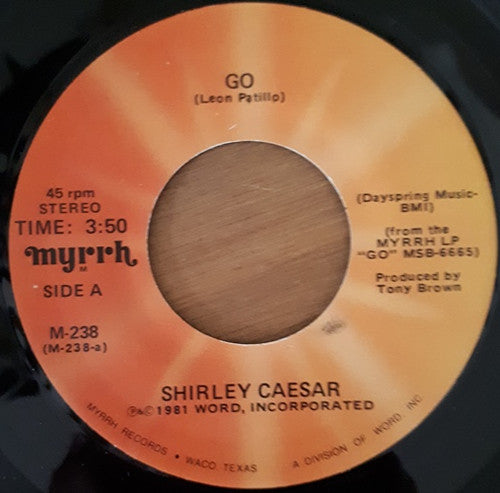 GO
(Leon Patillo)
45 rpm
STEREO
TIME: 3:50
myrrh
M
SIDE A
M-238
(M-238-a)
(Dayspring Music-
BMI)
(from the
MYRRH LP
"GO" MSB-6665)
Produced by
Tony Brown
SHIRLEY CAESAR
℗&© 1981 WORD, INCORPORATED
MYRRH RECORDS • WACO, TEXAS A DIVISION OF WORD, INC.